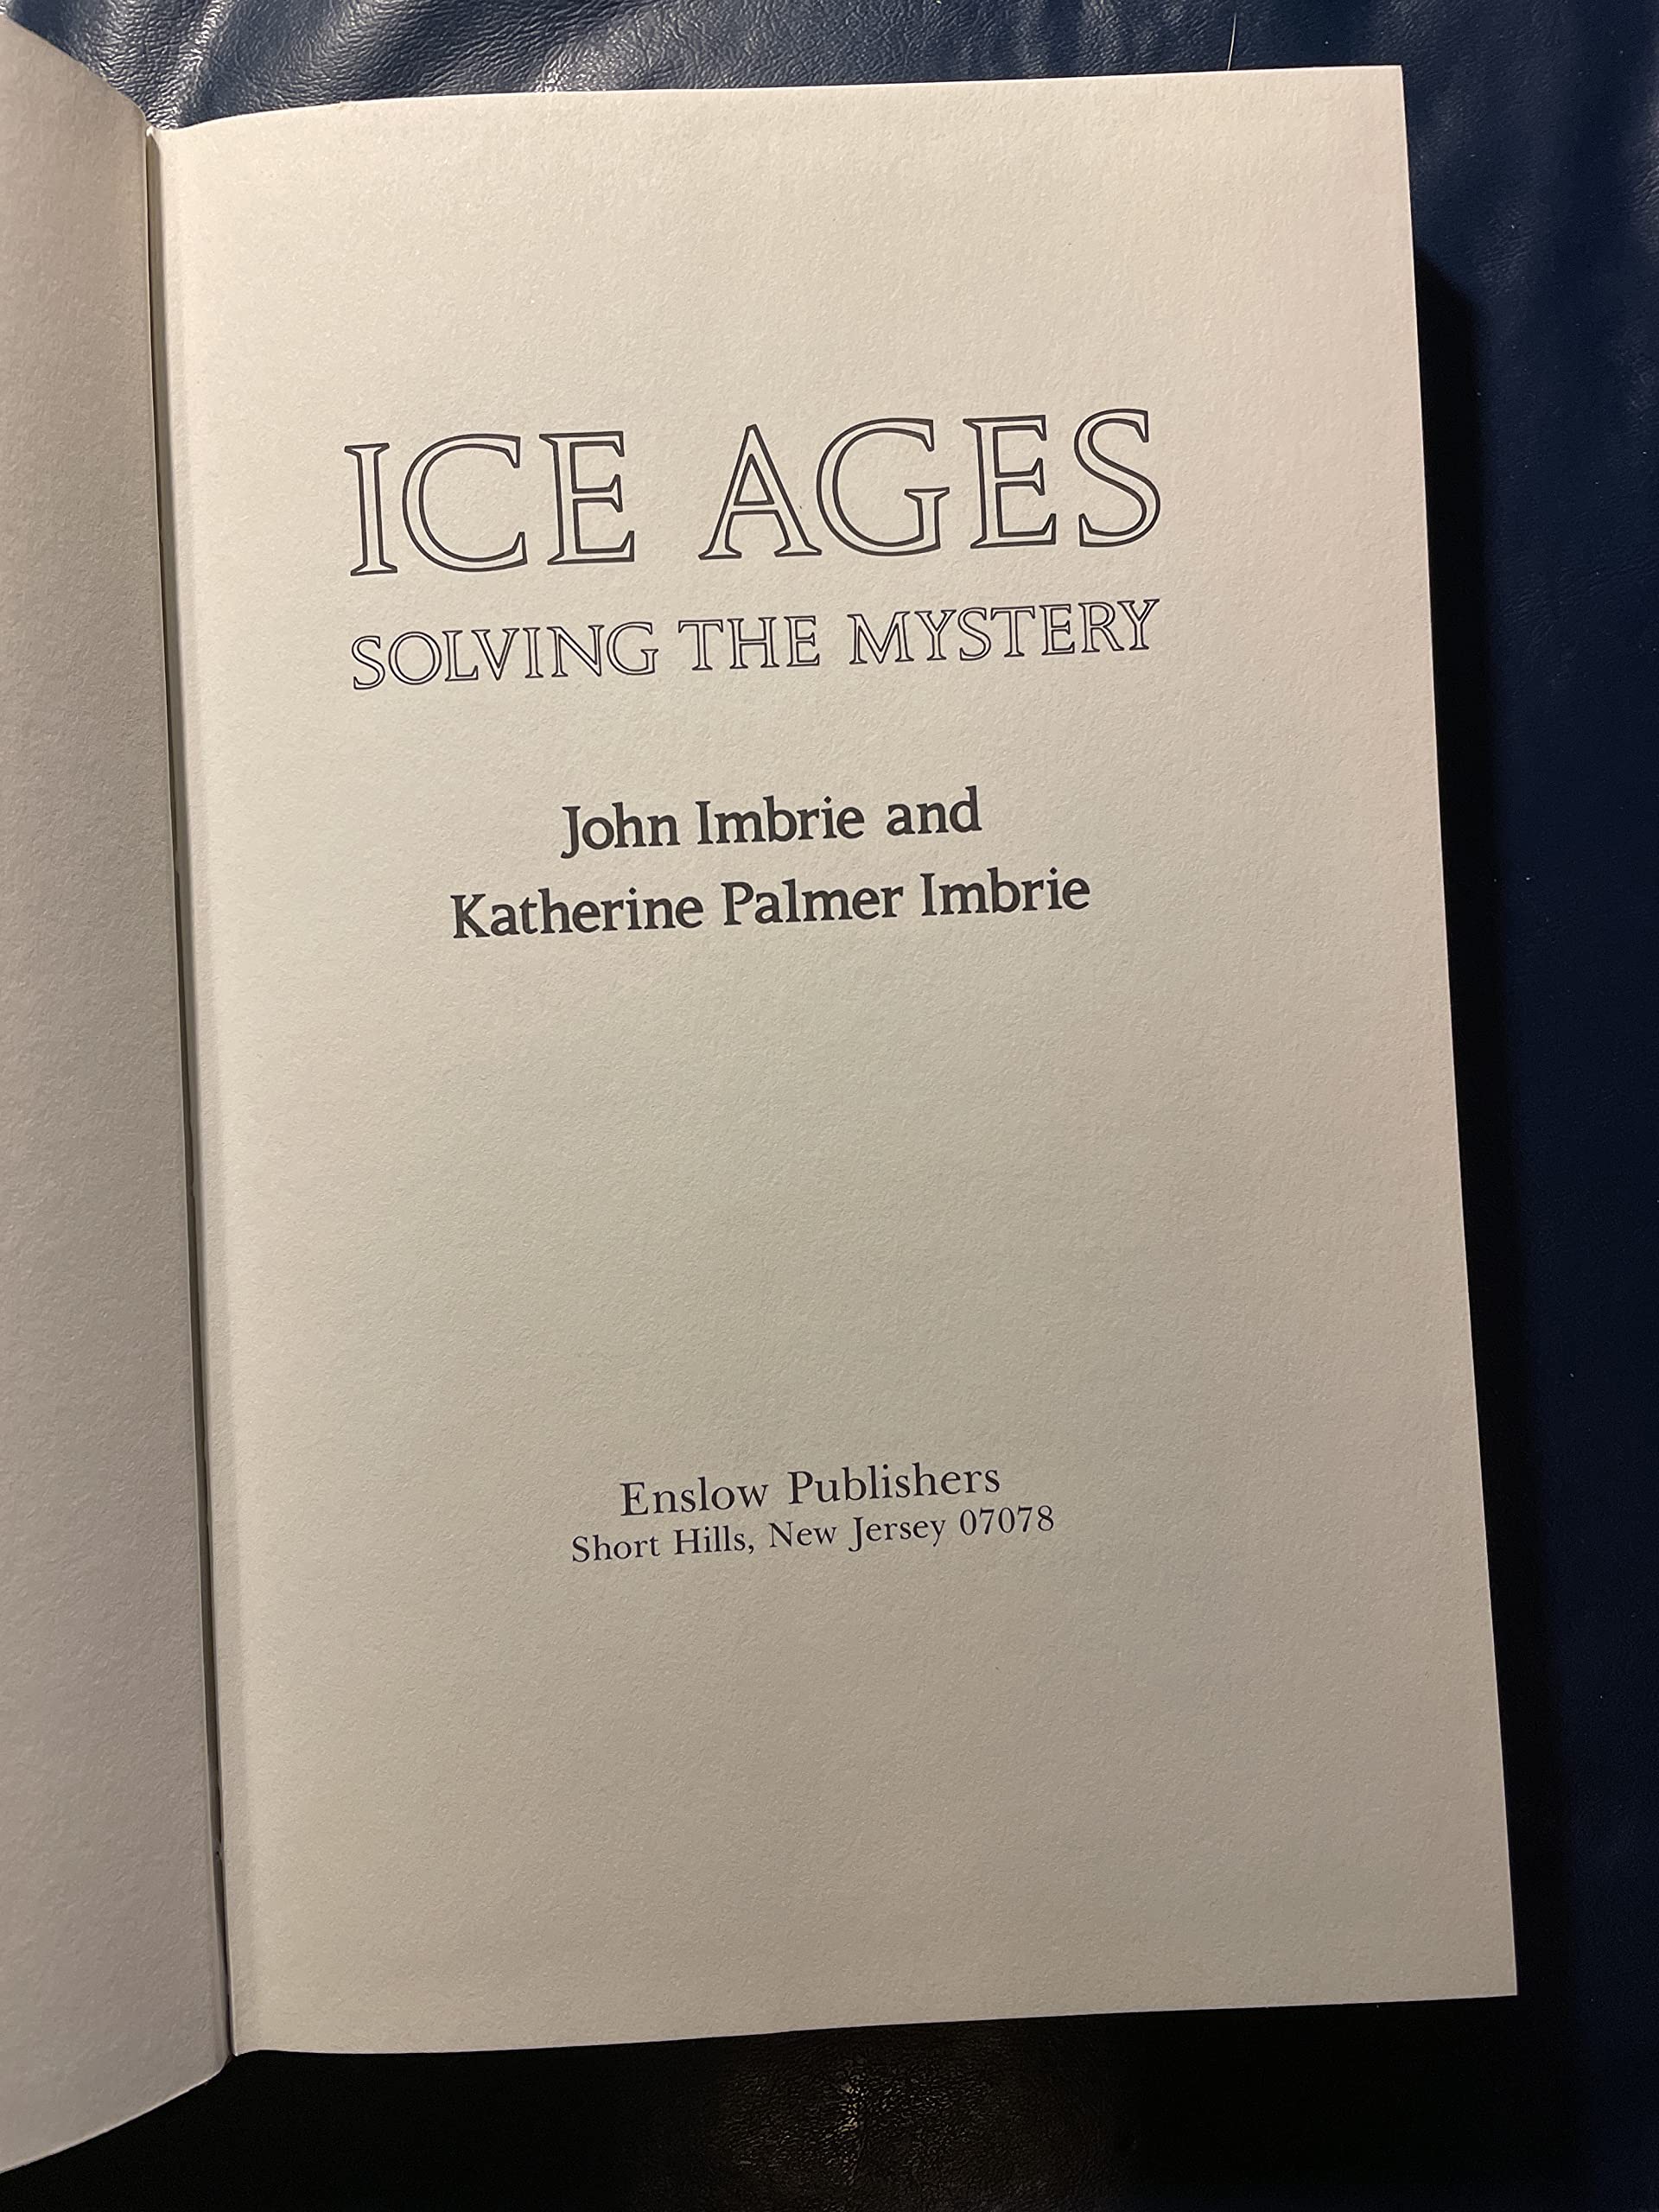 ICE AGES
SOLVING THE MYSTERY
John Imbrie and
Katherine Palmer Imbrie
Enslow Publishers
Short Hills, New Jersey 07078